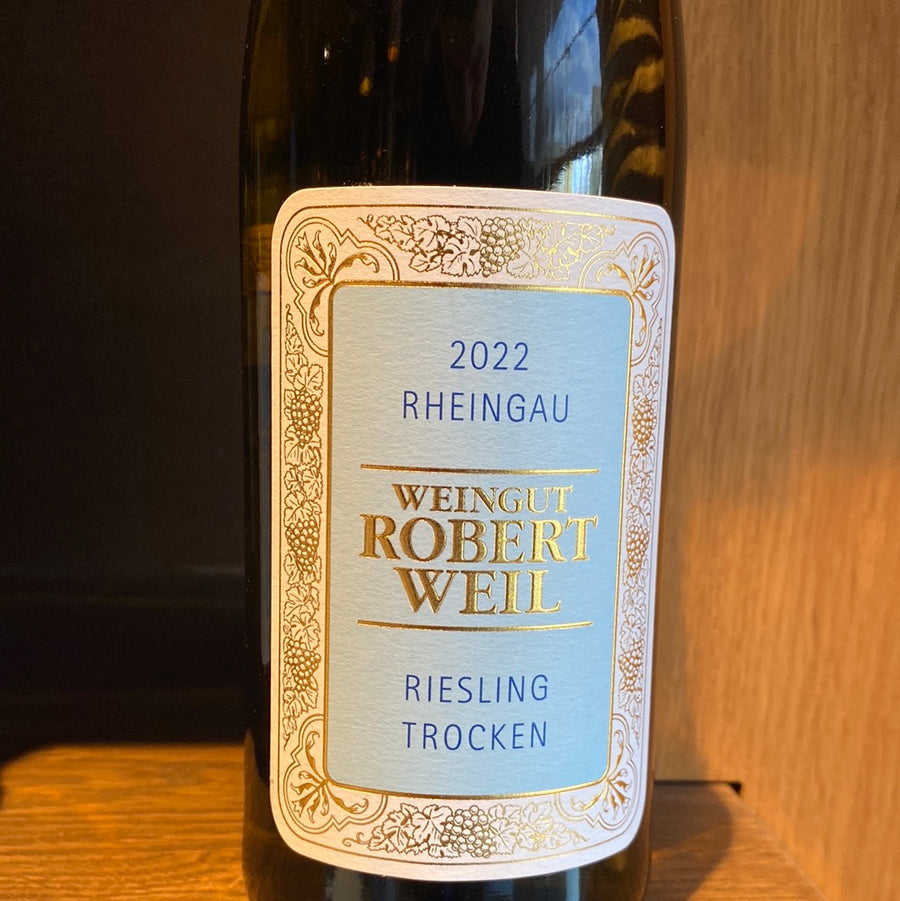 2022
RHEINGAU
WEINGUT
ROBERT
WEIL
RIESLING
TROCKEN